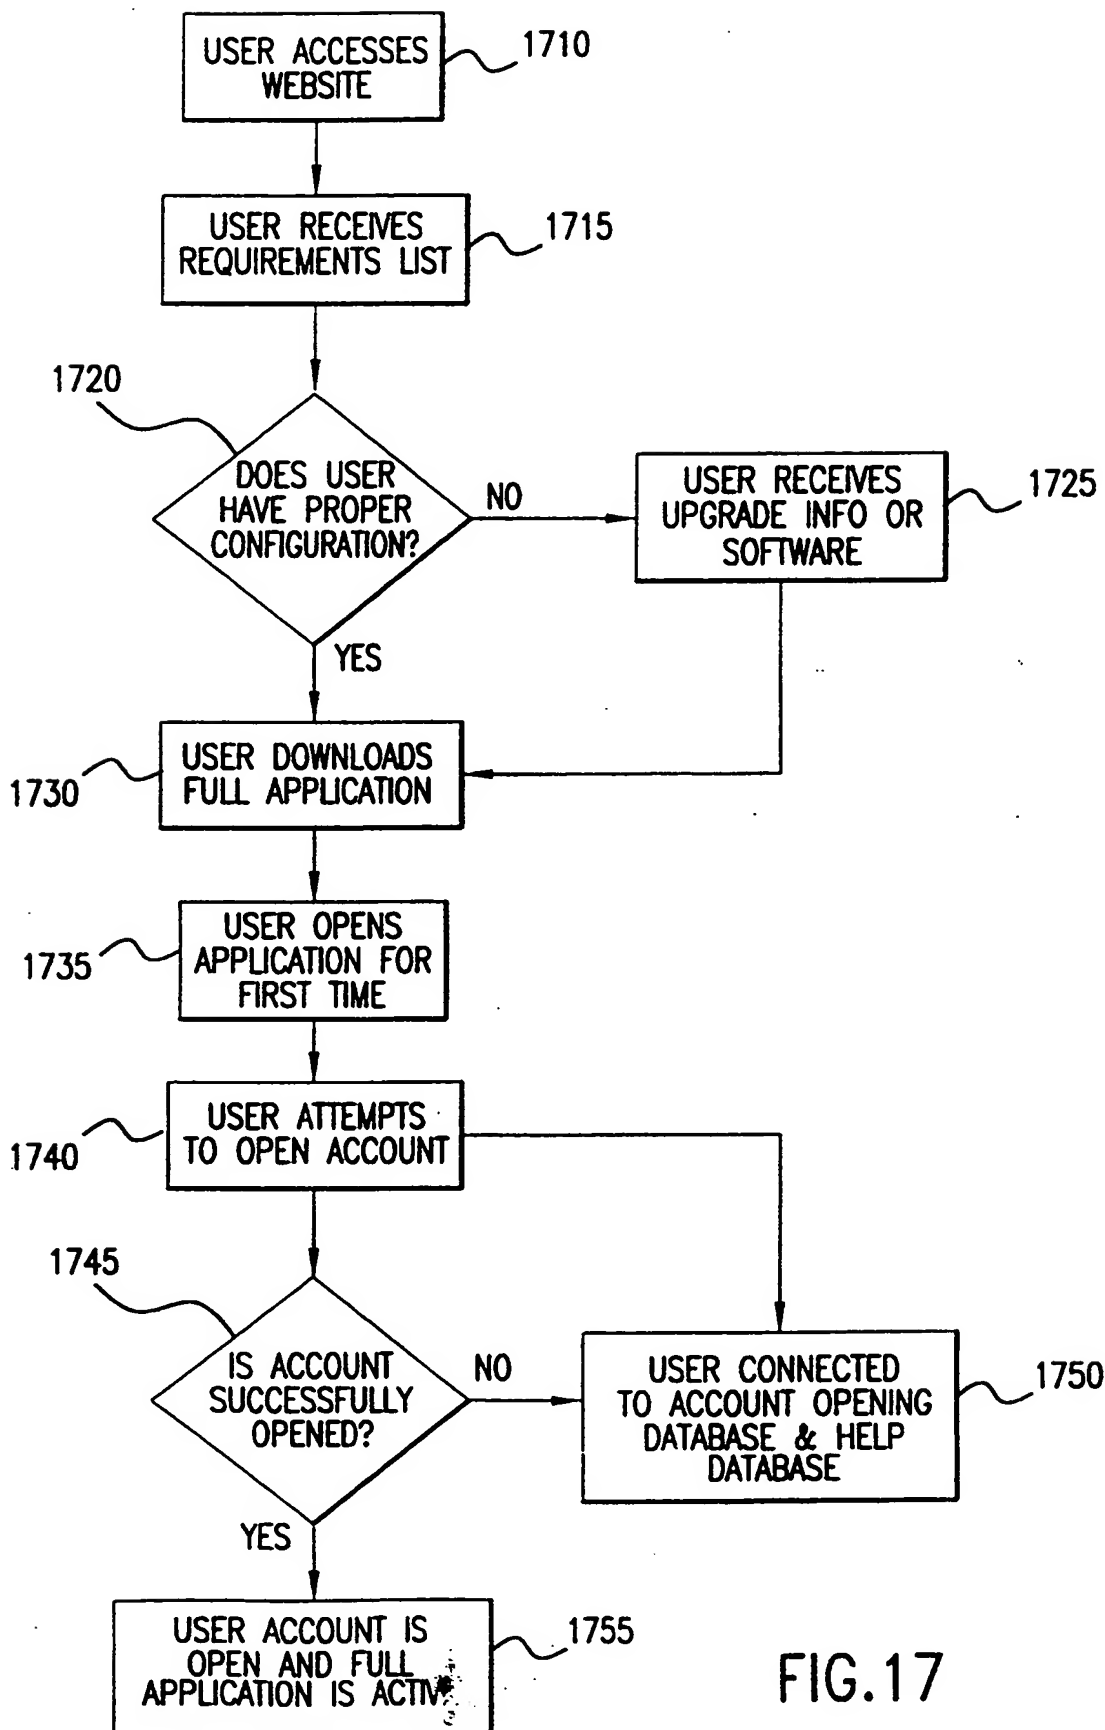 USER ACCESSES
WEBSITE
1710
USER RECEIVES
REQUIREMENTS LIST
1715
1720
DOES USER
HAVE PROPER
CONFIGURATION?
NO
USER RECEIVES
UPGRADE INFO OR
SOFTWARE
1725
YES
USER DOWNLOADS
FULL APPLICATION
1730
USER OPENS
APPLICATION FOR
FIRST TIME
1735
USER ATTEMPTS
TO OPEN ACCOUNT
1740
1745
IS ACCOUNT
SUCCESSFULLY
OPENED?
NO
USER CONNECTED
TO ACCOUNT OPENING
DATABASE & HELP
DATABASE
1750
YES
USER ACCOUNT IS
OPEN AND FULL
APPLICATION IS
1755
FIG.17